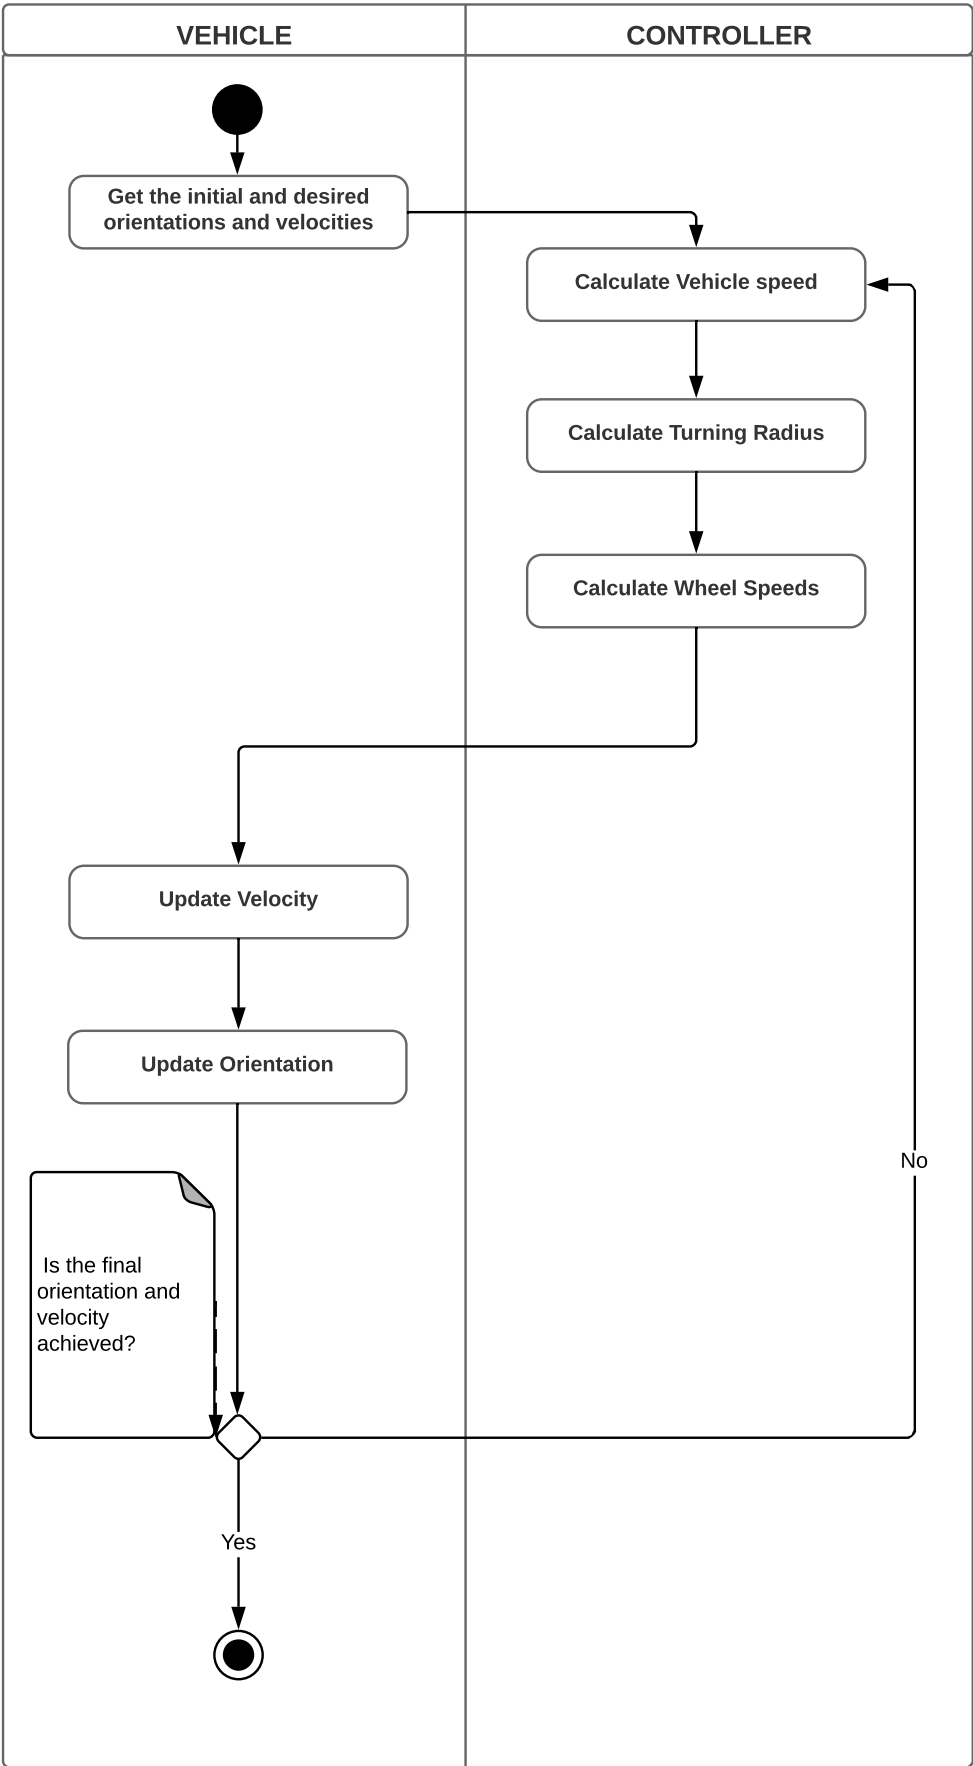 VEHICLE
CONTROLLER
Get the initial and desired
orientations and velocities
Calculate Vehicle speed
Calculate Turning Radius
Calculate Wheel Speeds
Update Velocity
Update Orientation
No
Is the final
orientation and
velocity
achieved?
Yes